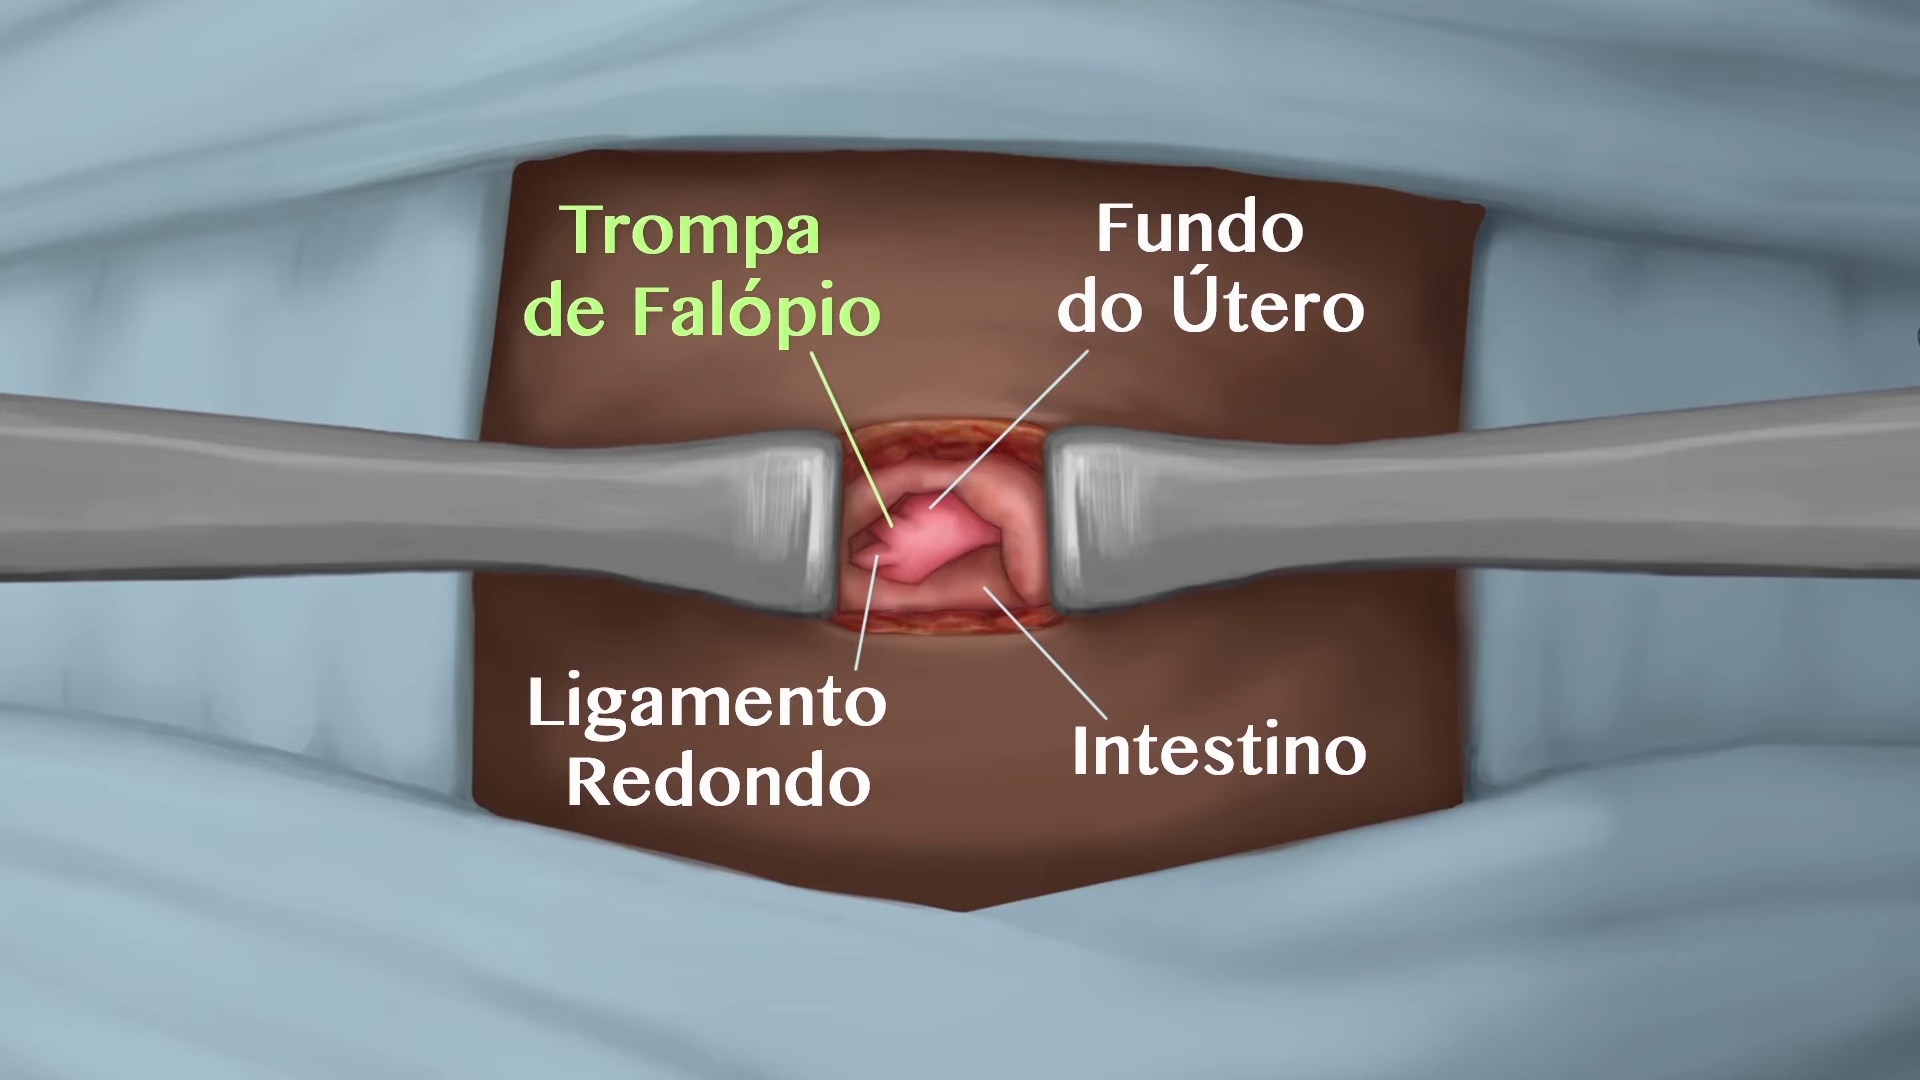 Trompa
de Falópio
Fundo
do Útero
Ligamento
Redondo
Intestino